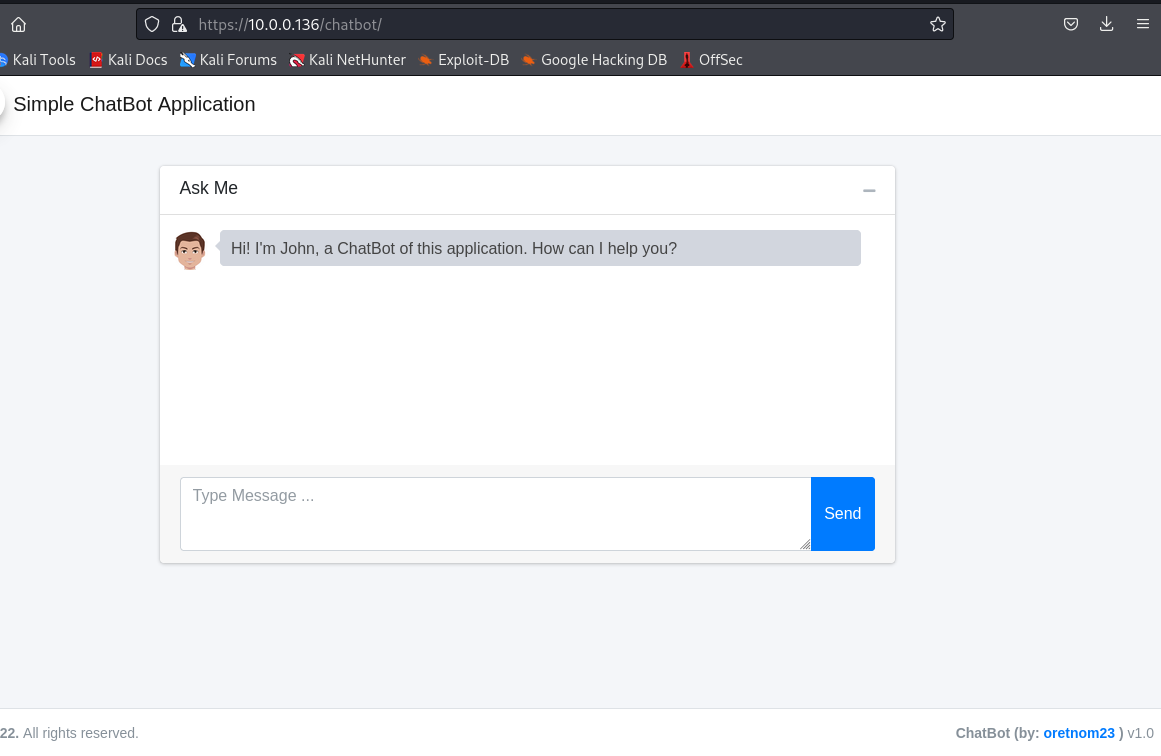 https://10.0.0.136/chatbot/
Kali Tools Kali Docs Kali Forums Kali NetHunter Exploit-DB Google Hacking DB OffSec
Simple ChatBot Application
Ask Me
Hi! I'm John, a ChatBot of this application. How can I help you?
Type Message ...
Send
22. All rights reserved. ChatBot (by: oretnom23 ) v1.0